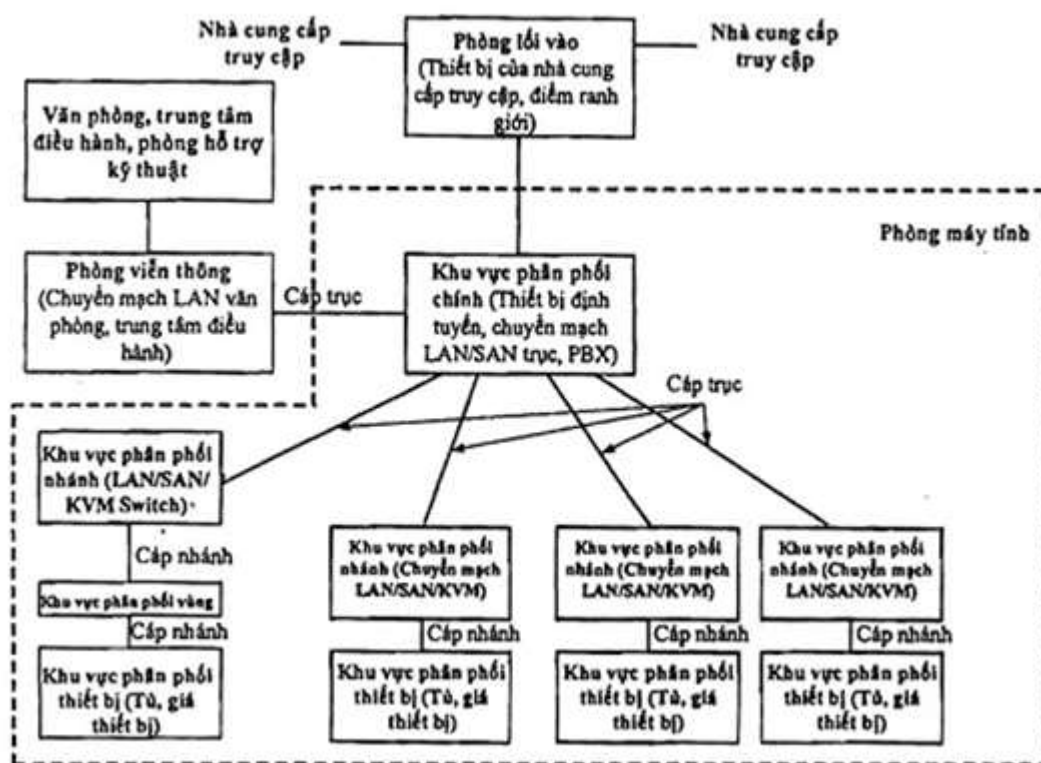 Nhà cung cấp
truy cập
Phòng lối vào
(Thiết bị của nhà cung
cấp truy cập, điểm ranh
giới)
Nhà cung cấp
truy cập
Văn phòng, trung tâm
điều hành, phòng hỗ trợ
kỹ thuật
Phòng máy tính
Phòng viễn thông
(Chuyển mạch LAN văn
phòng, trung tâm điều
hành)
Cáp trục
Khu vực phân phối
chính (Thiết bị định
tuyến, chuyển mạch
LAN/SAN trục, PBX)
Cáp trục
Khu vực phân phối
nhánh (LAN/SAN/
KVM Switch)
Cáp nhánh
Khu vực phân phối vùng
Cáp nhánh
Khu vực phân phối
thiết bị (Tủ, giá
thiết bị)
Khu vực phân phối
nhánh (Chuyển mạch
LAN/SAN/KVM)
Cáp nhánh
Khu vực phân phối
thiết bị (Tủ, giá
thiết bị)
Khu vực phân phối
nhánh (Chuyển mạch
LAN/SAN/KVM)
Cáp nhánh
Khu vực phân phối
thiết bị (Tủ, giá
thiết bị)
Khu vực phân phối
nhánh (Chuyển mạch
LAN/SAN/KVM)
Cáp nhánh
Khu vực phân phối
thiết bị (Tủ, giá
thiết bị)